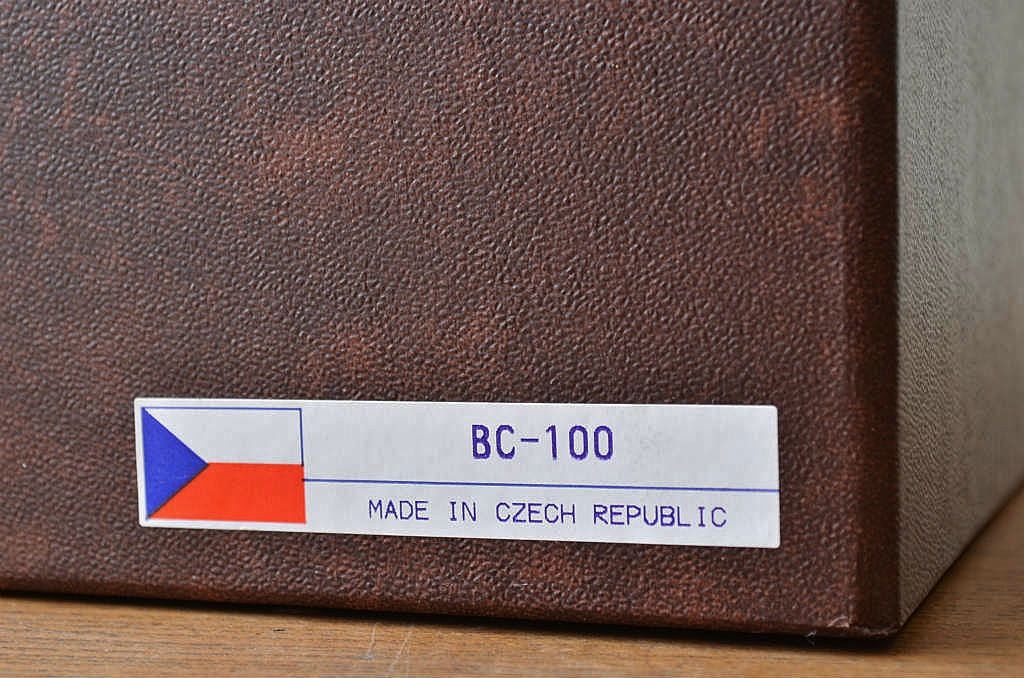 BC-100
MADE IN CZECH REPUBLIC